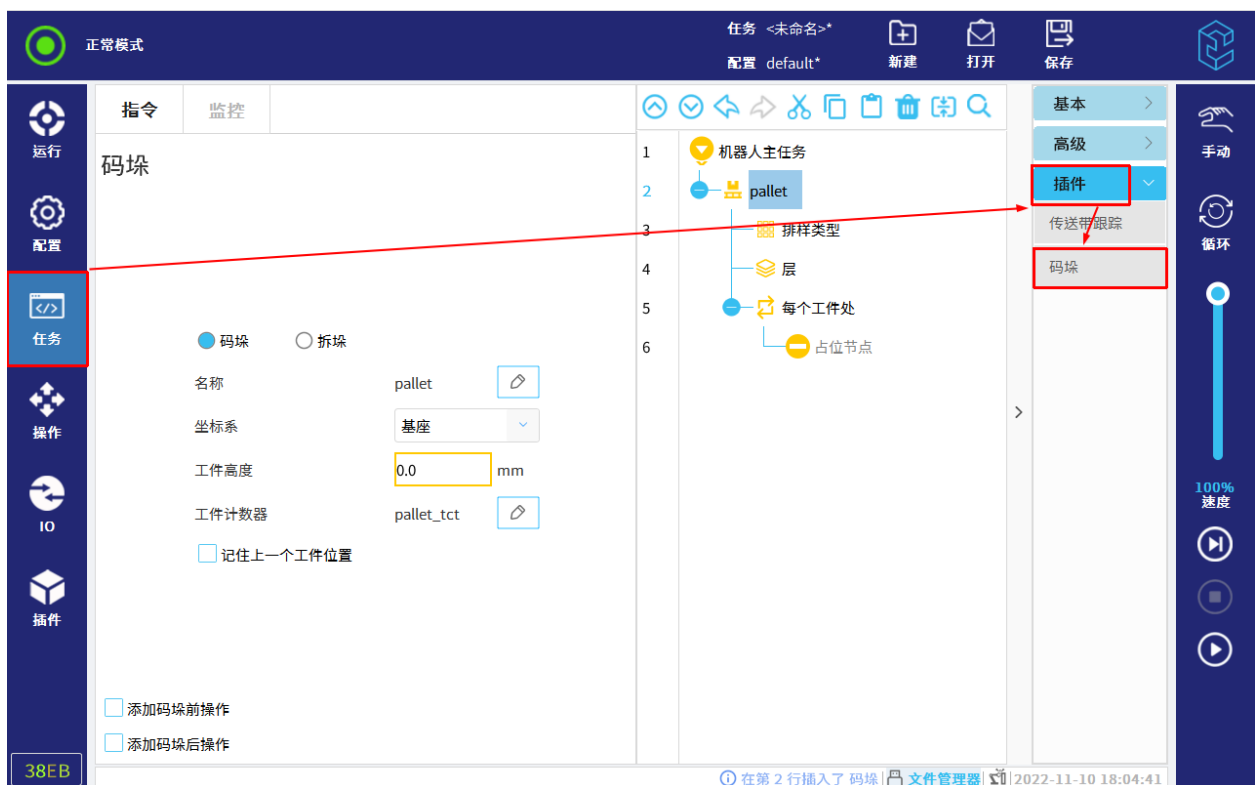 正常模式
任务 <未命名>*
配置 default*
新建
打开
保存
运行
配置
任务
操作
IO
插件
38EB
指令
监控
码垛
码垛
拆垛
名称
pallet
坐标系
基座
工件高度
0.0
mm
工件计数器
pallet_tct
记住上一个工件位置
添加码垛前操作
添加码垛后操作
1 机器人主任务
2 pallet
3 排样类型
4 层
5 每个工件处
6 占位节点
基本
高级
插件
传送带跟踪
码垛
手动
循环
100%
速度
在第 2 行插入了 码垛
文件管理器
2022-11-10 18:04:41